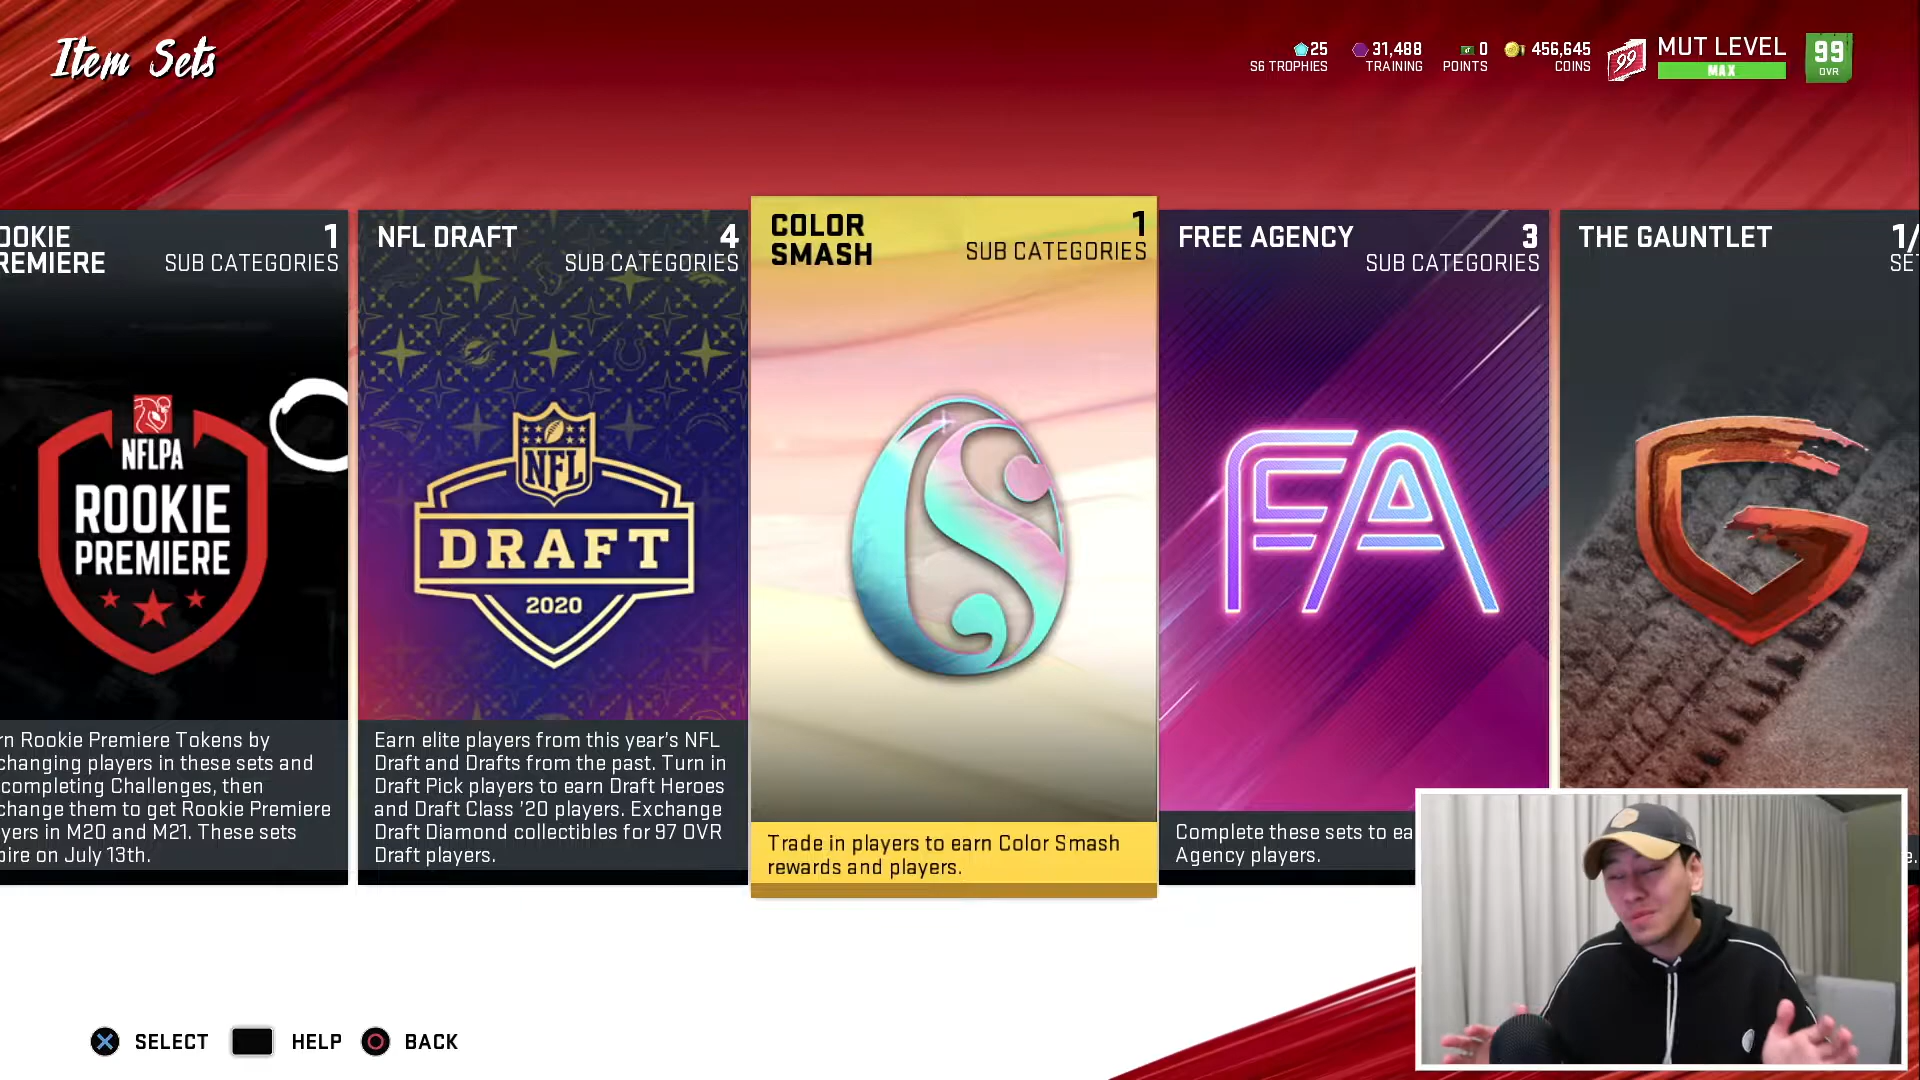 Item Sets
25
S6 TROPHIES
31,488
TRAINING
0
POINTS
456,645
COINS
99
MUT LEVEL
MAX
99
OVR
OOKIE
REMIERE
1
SUB CATEGORIES
NFLPA
ROOKIE
PREMIERE
rn Rookie Premiere Tokens by
changing players in these sets and
completing Challenges, then
change them to get Rookie Premiere
yers in M20 and M21. These sets
pire on July 13th.
NFL DRAFT
4
SUB CATEGORIES
NFL
DRAFT
2020
Earn elite players from this year's NFL
Draft and Drafts from the past. Turn in
Draft Pick players to earn Draft Heroes
and Draft Class '20 players. Exchange
Draft Diamond collectibles for 97 OVR
Draft players.
COLOR
SMASH
1
SUB CATEGORIES
Trade in players to earn Color Smash
rewards and players.
FREE AGENCY
3
SUB CATEGORIES
FA
Complete these sets to ea
Agency players.
THE GAUNTLET
1/
SET
G
e.
SELECT
HELP
BACK